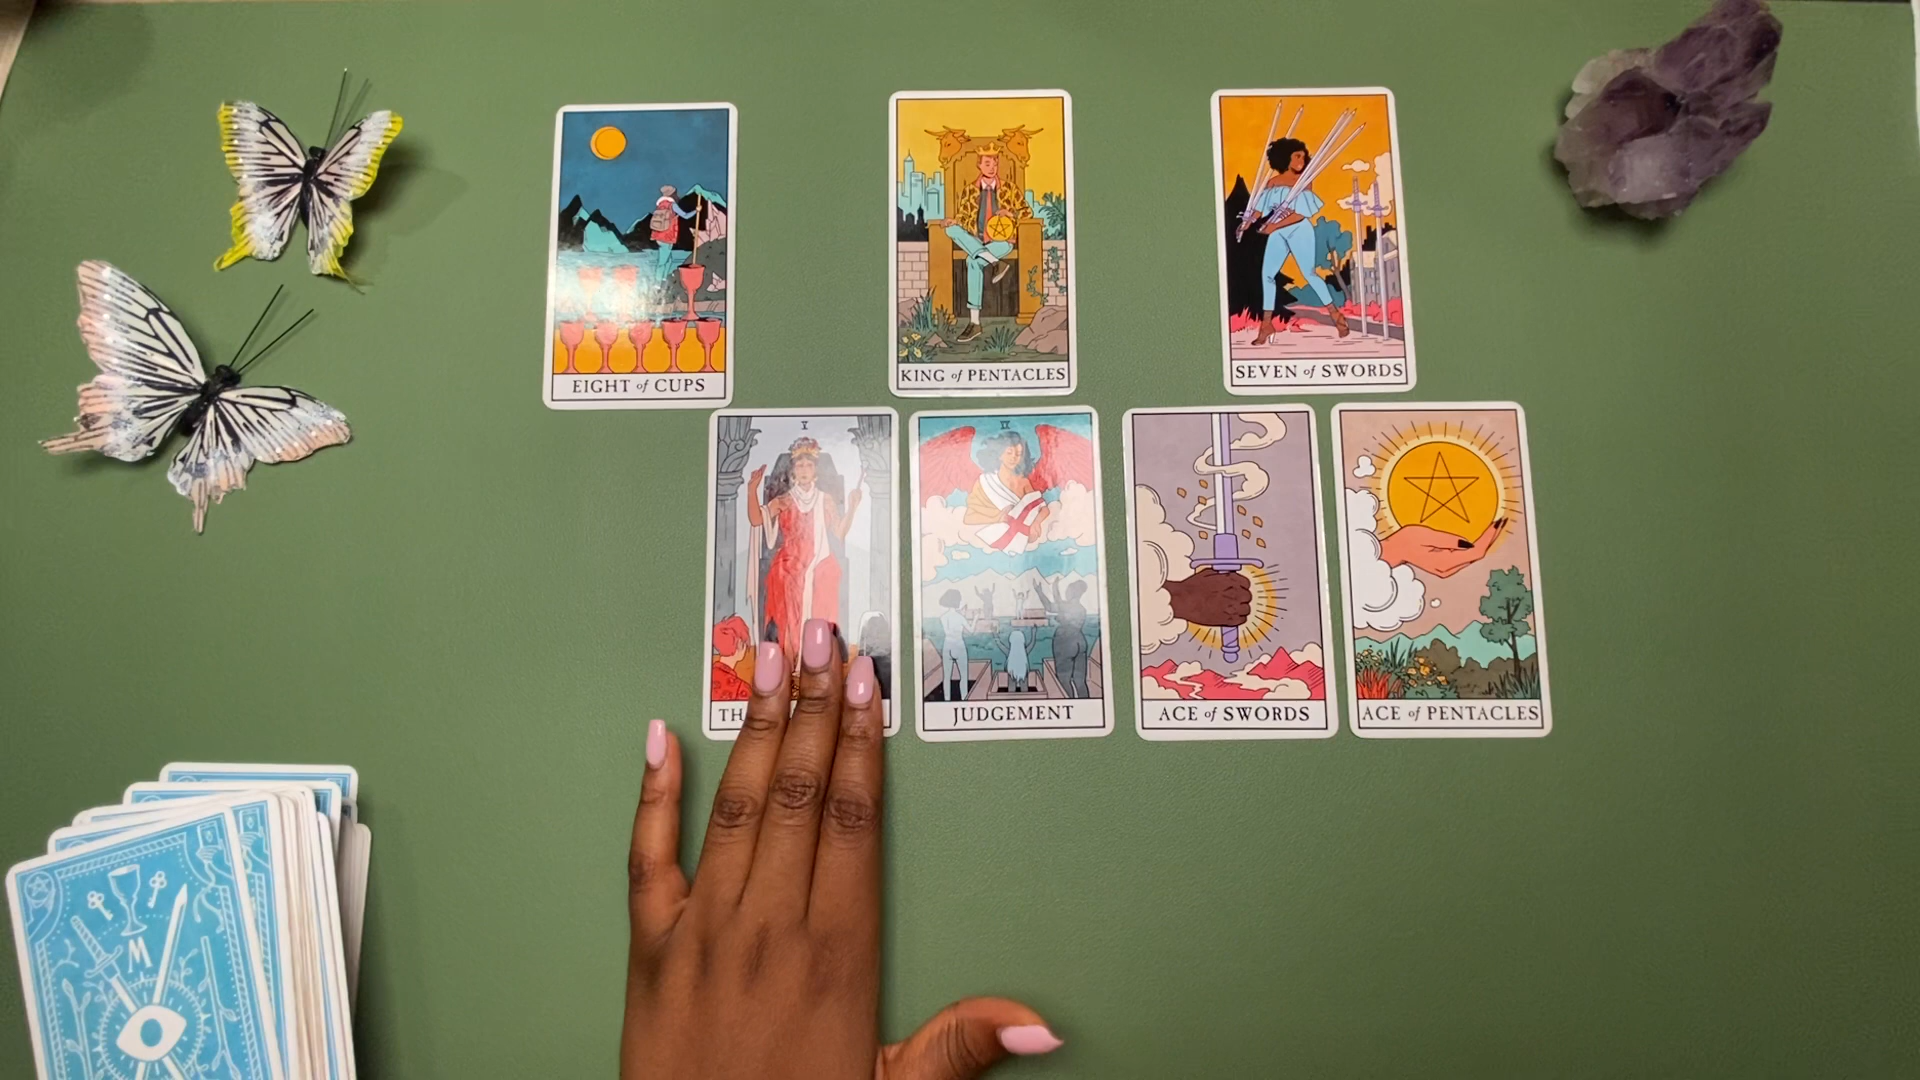 EIGHT of CUPS
KING of PENTACLES
SEVEN of SWORDS
V
TH
JUDGEMENT
ACE of SWORDS
ACE of PENTACLES
M